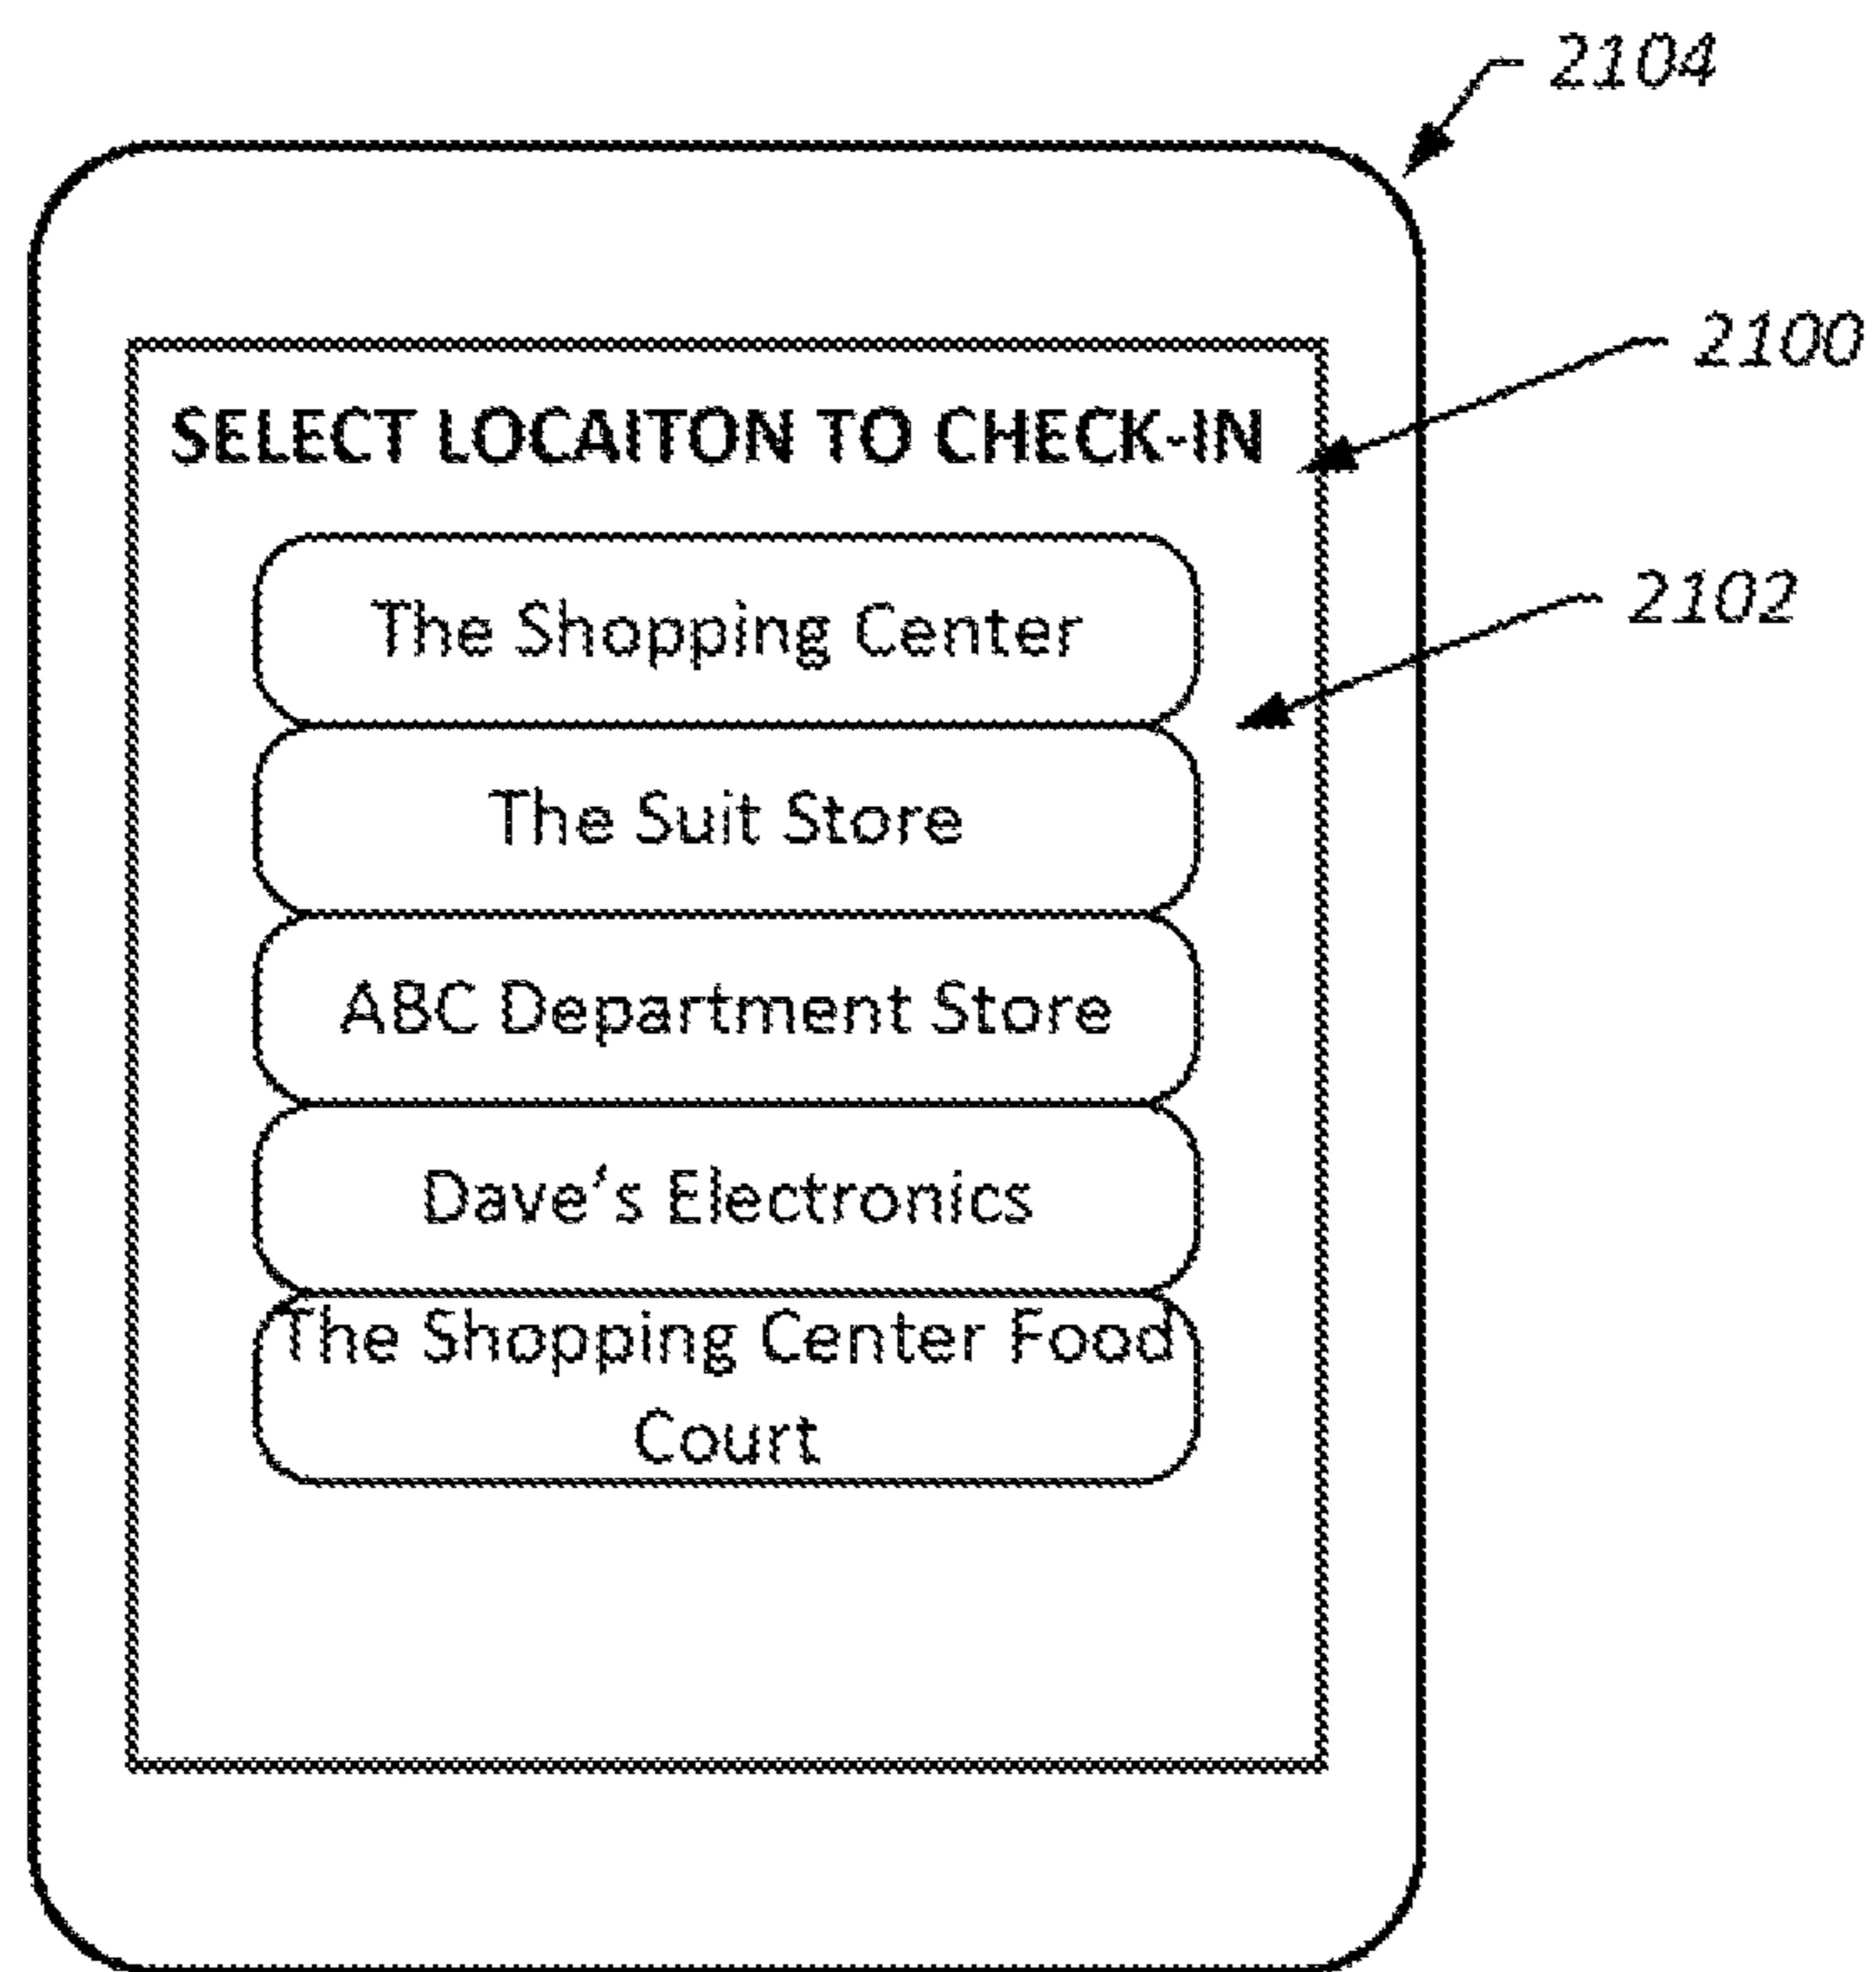 2104
2100
SELECT LOCAITON TO CHECK-IN
The Shopping Center
2102
The Suit Store
ABC Department Store
Dave's Electronics
The Shopping Center Food
Court